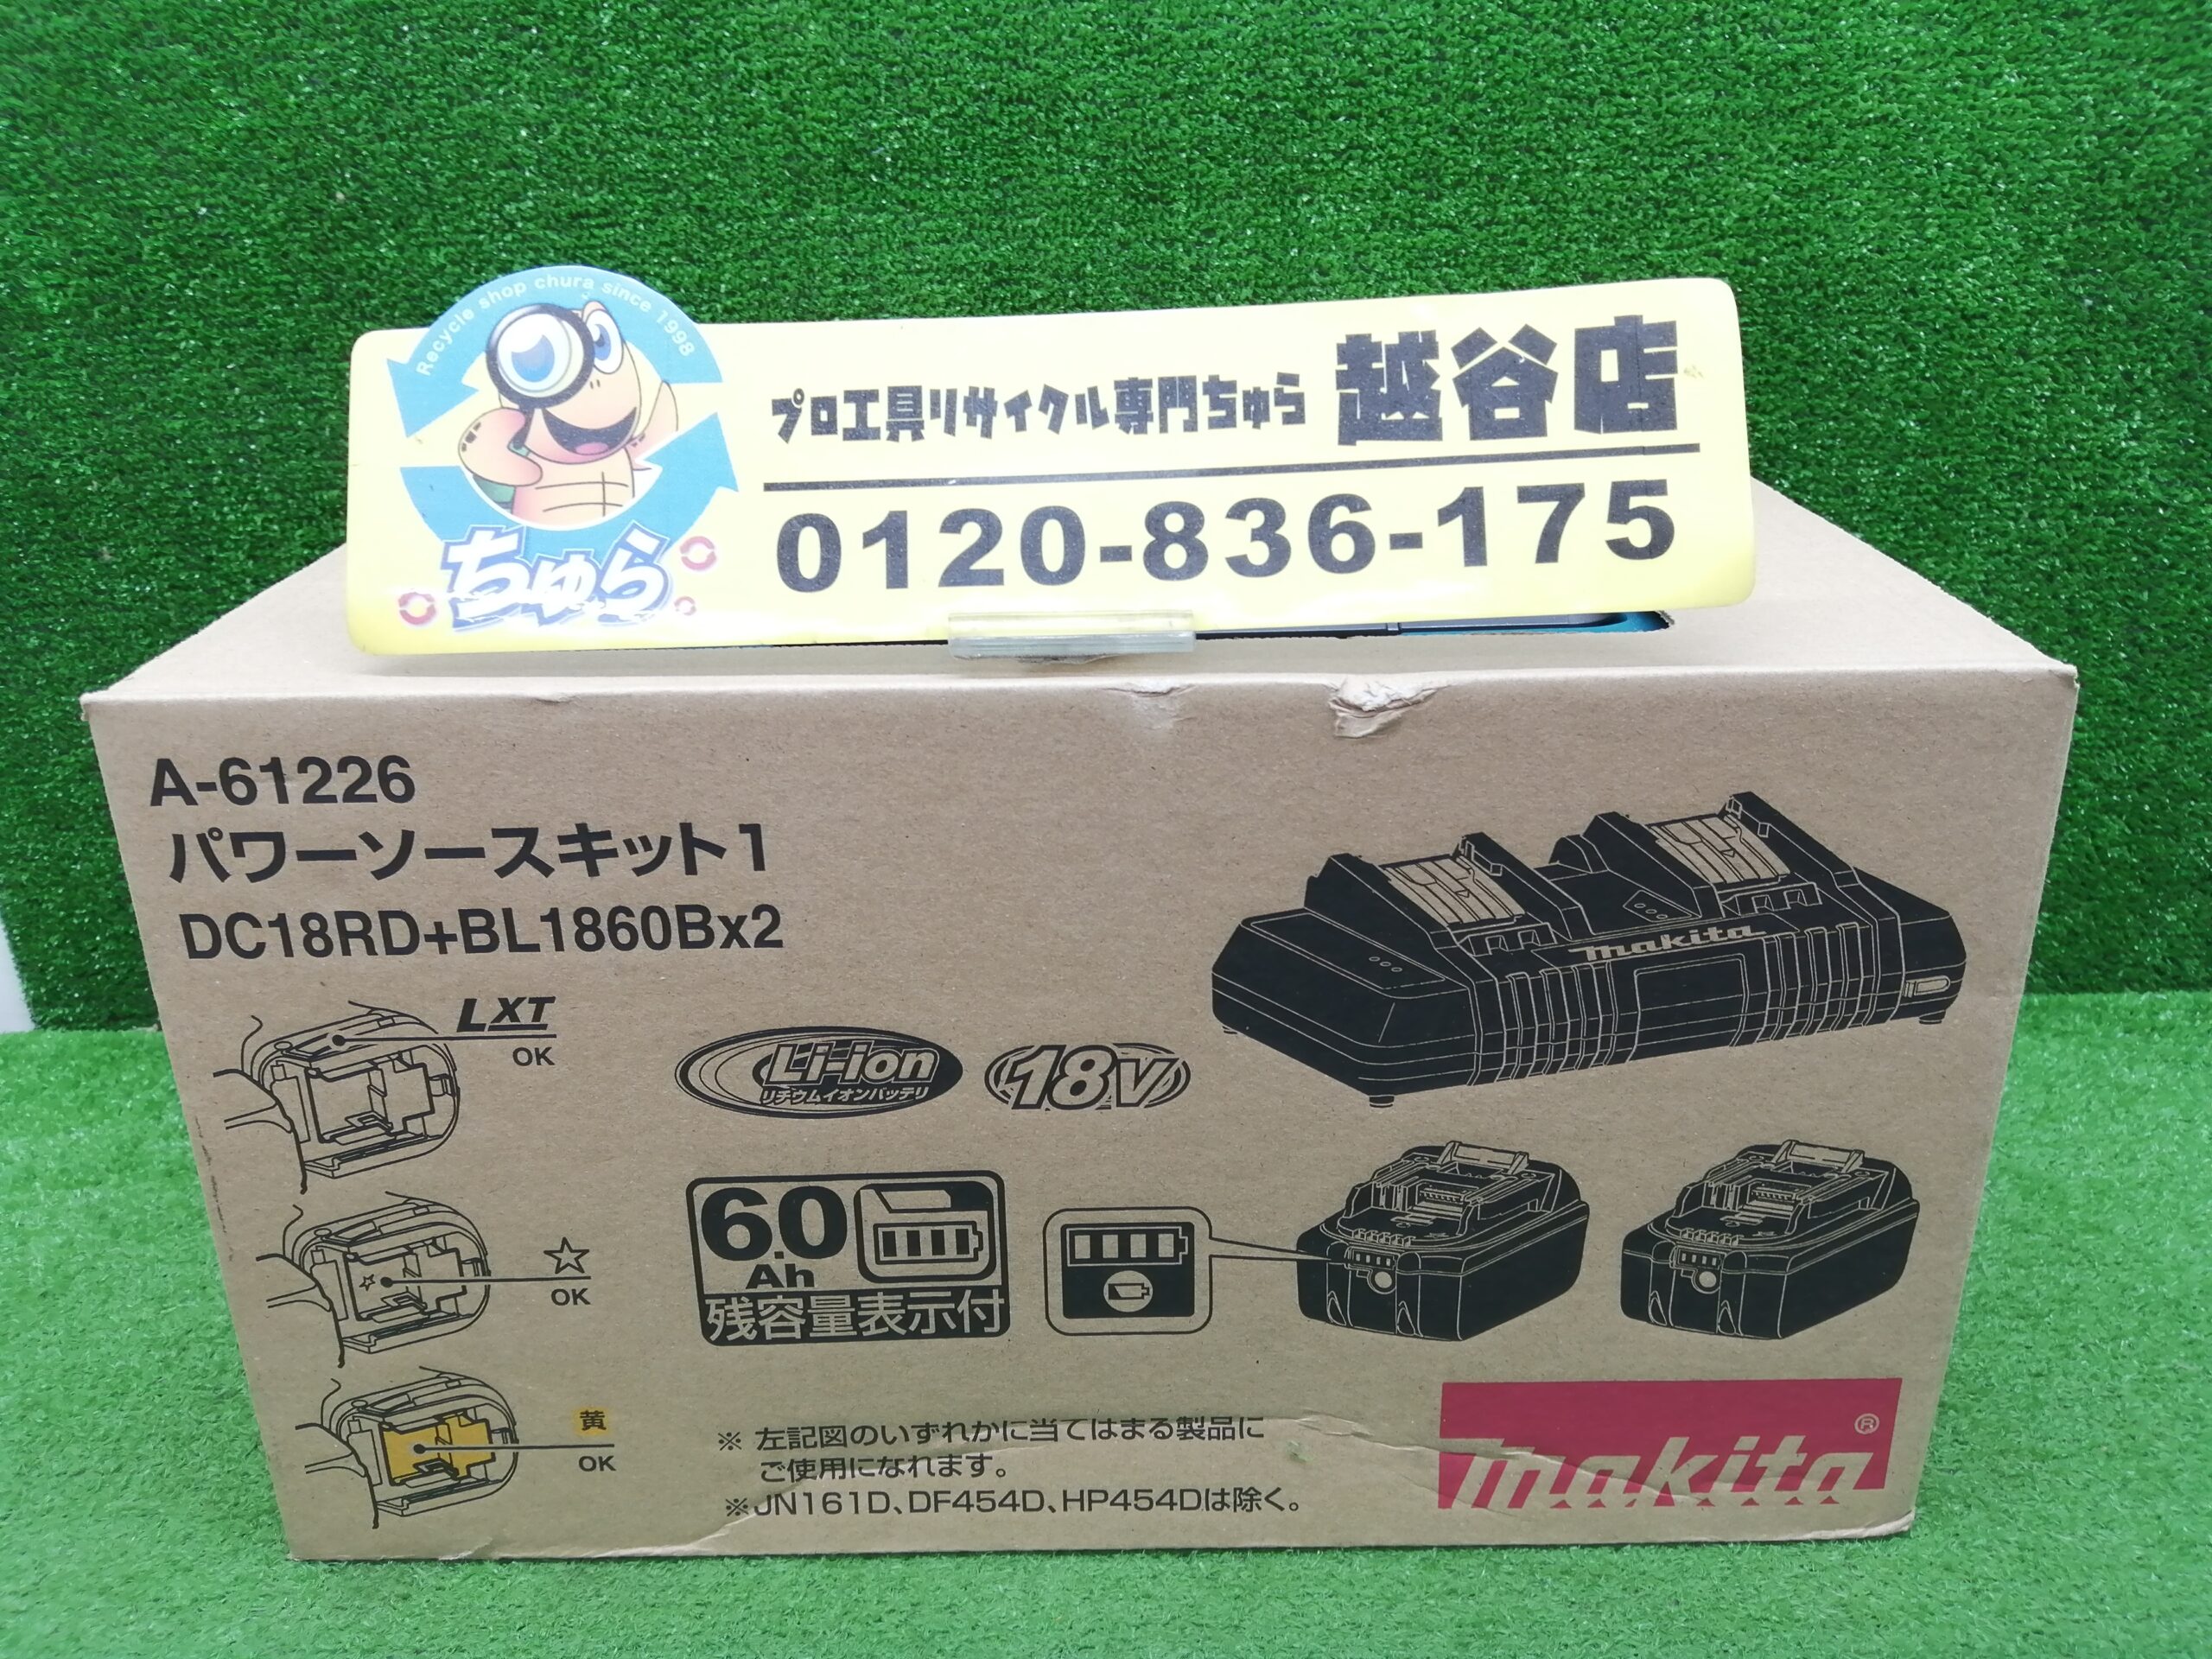 Recycle shop chura since 1998
ちゅら
プロ工具リサイクル専門ちゅら 越谷店
0120-836-175
A-61226
パワーソースキット1
DC18RD+BL1860Bx2
LXT
OK
☆
OK
黄
OK
Li-ion
リチウムイオンバッテリ
18V
6.0
Ah
残容量表示付
makita
※ 左記図のいずれかに当てはまる製品に
ご使用になれます。
※JN161D、DF454D、HP454Dは除く。
makita®